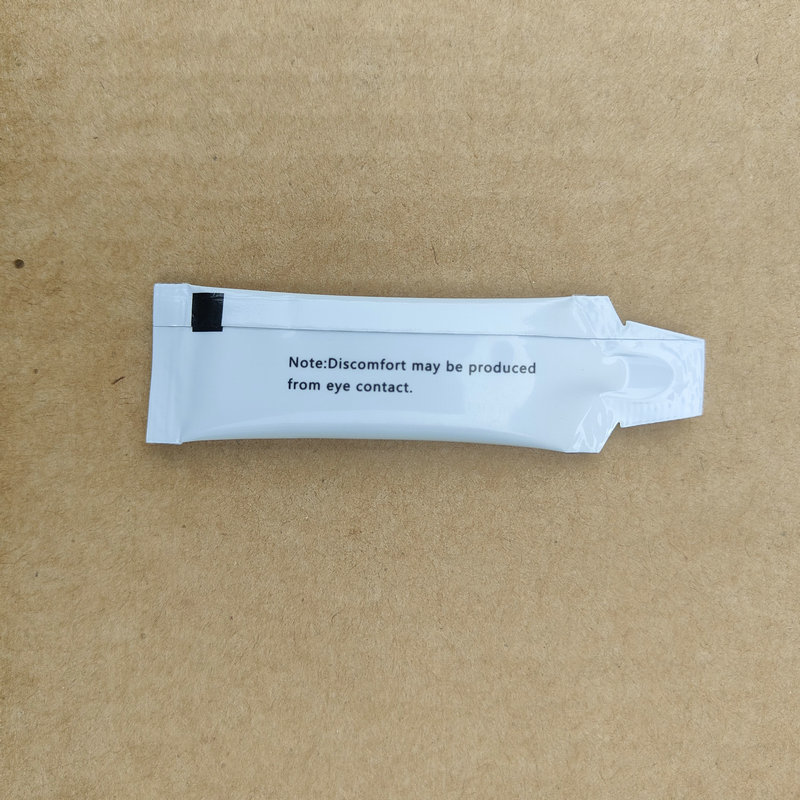 Note:Discomfort may be produced
from eye contact.